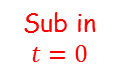 Sub in
t = 0